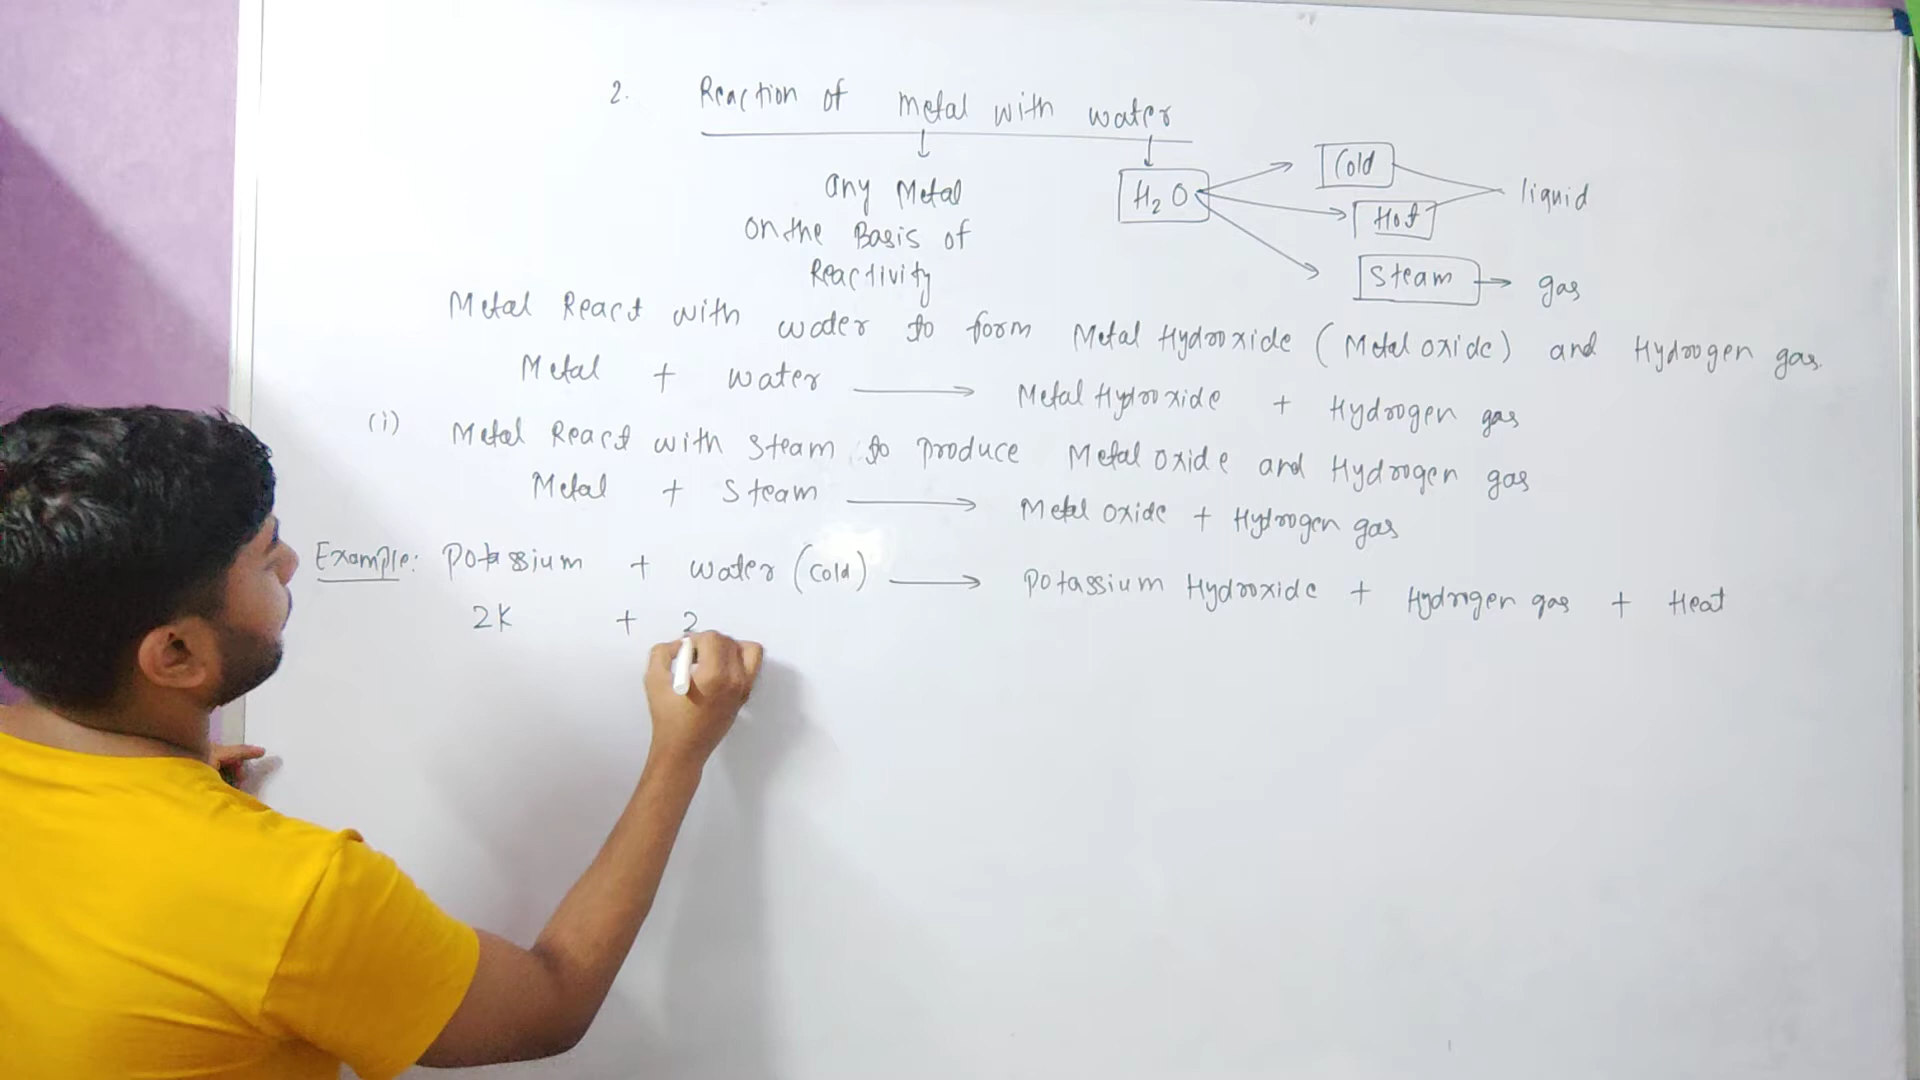 2. Reaction of metal with water
any Metal
on the Basis of
Reactivity
H₂O
Cold
Hot
liquid
Steam
gas
Metal React with water to form Metal Hydroxide (Metal oxide) and Hydrogen gas.
Metal + water ⟶ Metal Hydroxide + Hydrogen gas
(i) Metal React with Steam to produce Metal oxide and Hydrogen gas
Metal + Steam ⟶ Metal oxide + Hydrogen gas
Example: Potassium + water (cold) ⟶ Potassium Hydroxide + Hydrogen gas + Heat
2K + 2